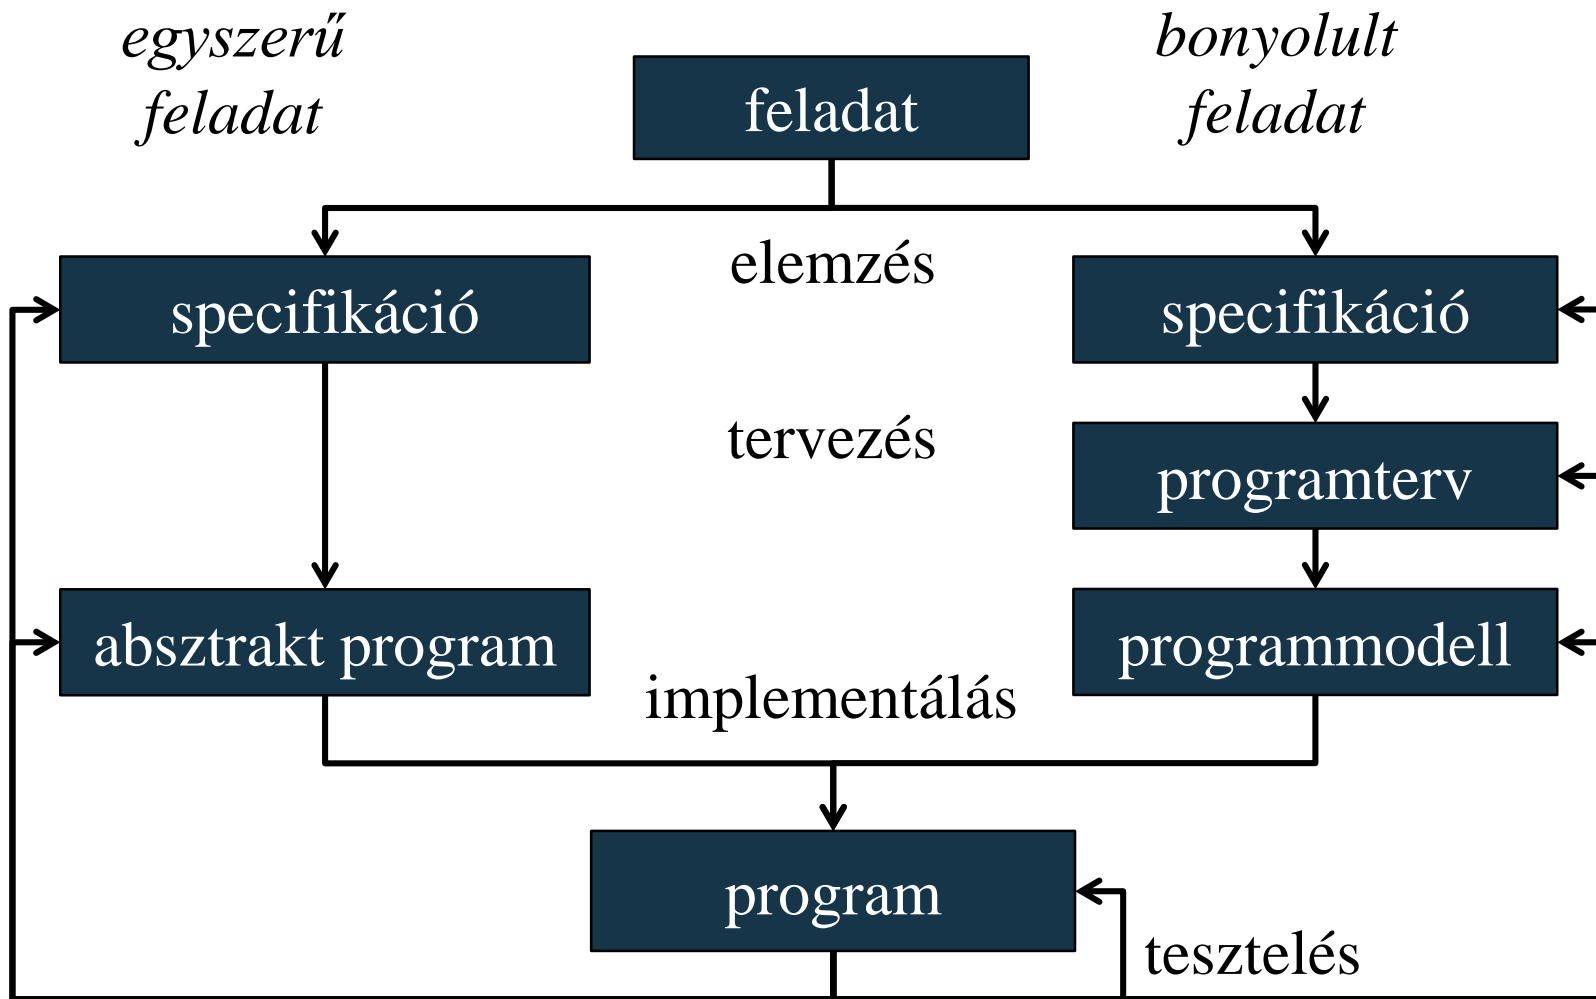 egyszerű
feladat
feladat
bonyolult
feladat
elemzés
specifikáció
specifikáció
tervezés
programterv
absztrakt program
programmodell
implementálás
program
tesztelés